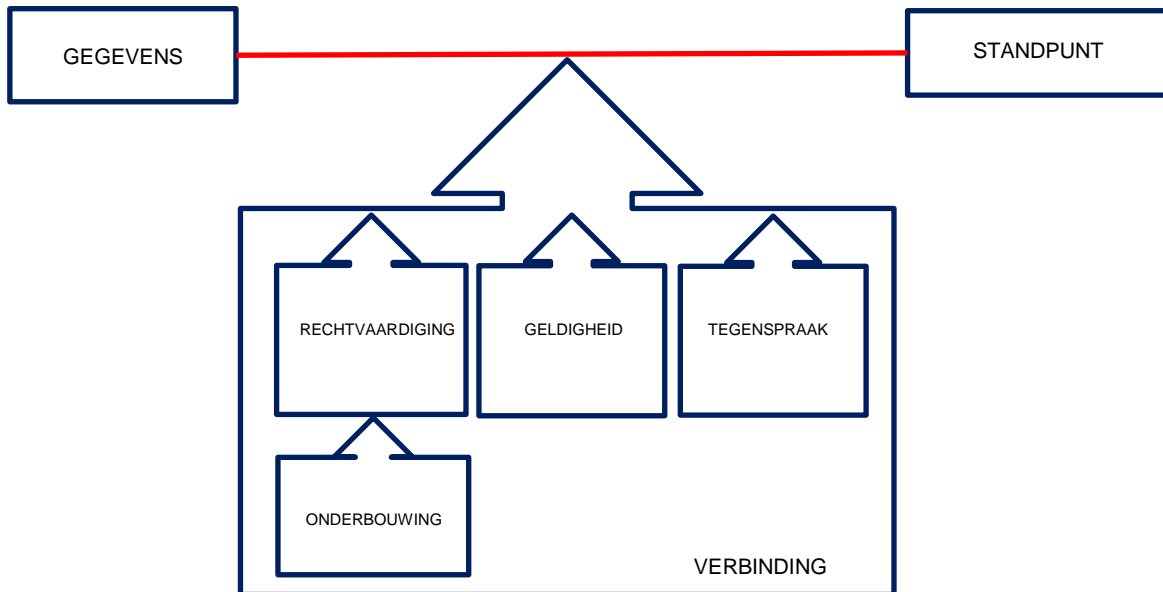 GEGEVENS
STANDPUNT
RECHTVAARDIGING
GELDIGHEID
TEGENSPRAAK
ONDERBOUWING
VERBINDING